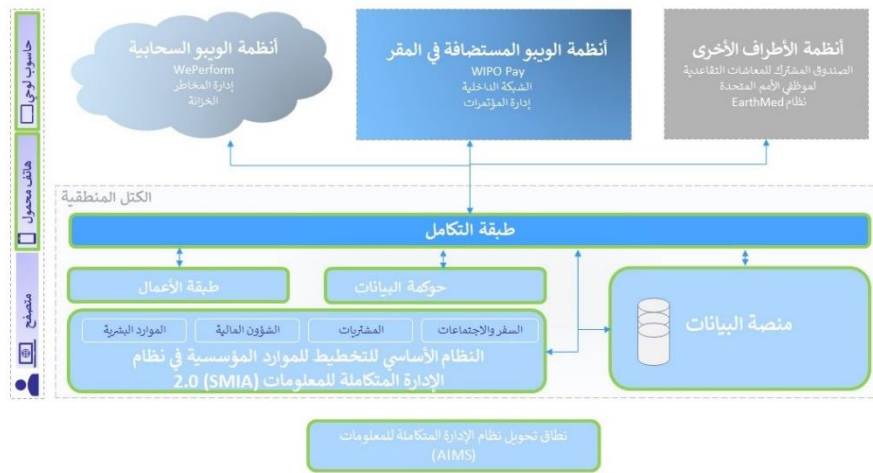 أنظمة الأطراف الأخرى
الصندوق المشترك للمعاشات التقاعدية
لموظفي الأمم المتحدة
نظام EarthMed
أنظمة الويبو المستضافة في المقر
WIPO Pay
الشبكة الداخلية
إدارة المؤتمرات
أنظمة الويبو السحابية
WePerform
إدارة المخاطر
الخزانة
حاسوب لوحي
هاتف محمول
متصفح
الكتل المنطقية
طبقة التكامل
منصة البيانات
حوكمة البيانات
طبقة الأعمال
السفر والاجتماعات
المشتريات
الشؤون المالية
الموارد البشرية
النظام الأساسي للتخطيط للموارد المؤسسية في نظام
الإدارة المتكاملة للمعلومات (SMIA) 2.0
نطاق تحويل نظام الإدارة المتكاملة للمعلومات
(AIMS)